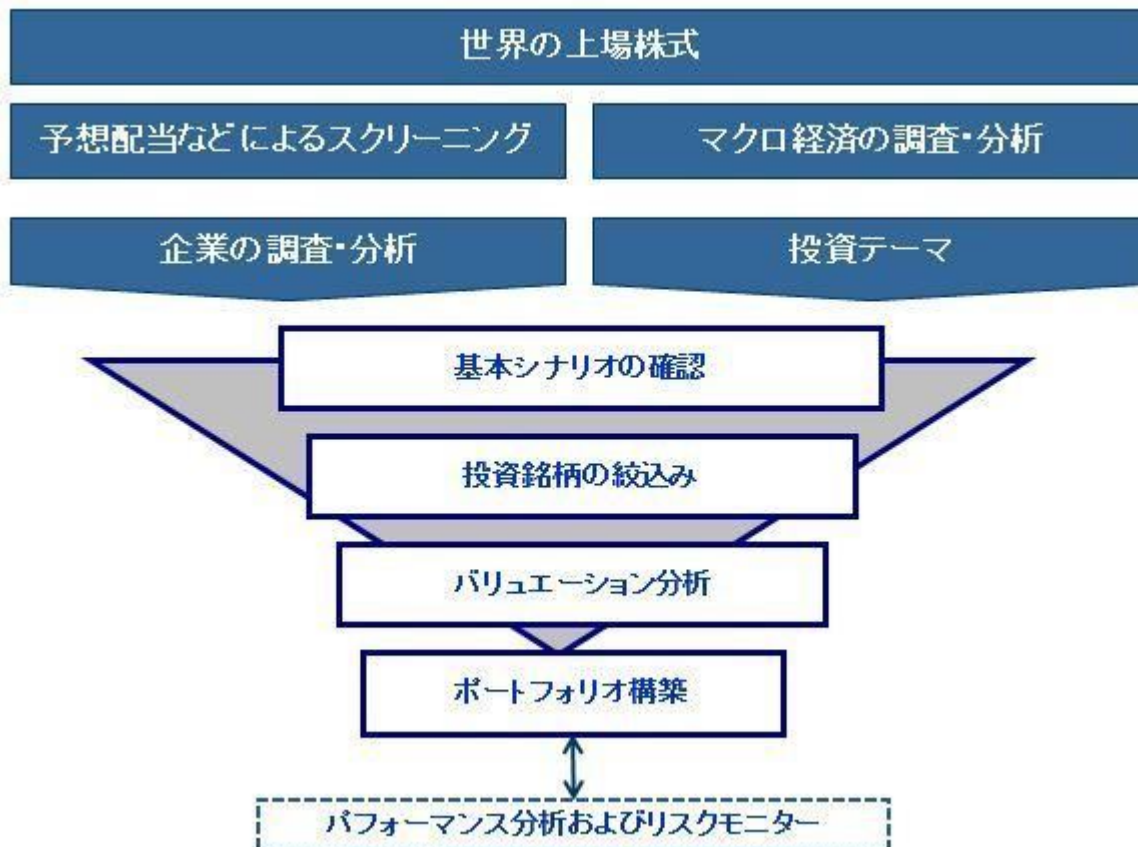 世界の上場株式
予想配当などによるスクリーニング
マクロ経済の調査・分析
企業の調査・分析
投資テーマ
基本シナリオの確認
投資銘柄の絞込み
バリュエーション分析
ポートフォリオ構築
パフォーマンス分析およびリスクモニター